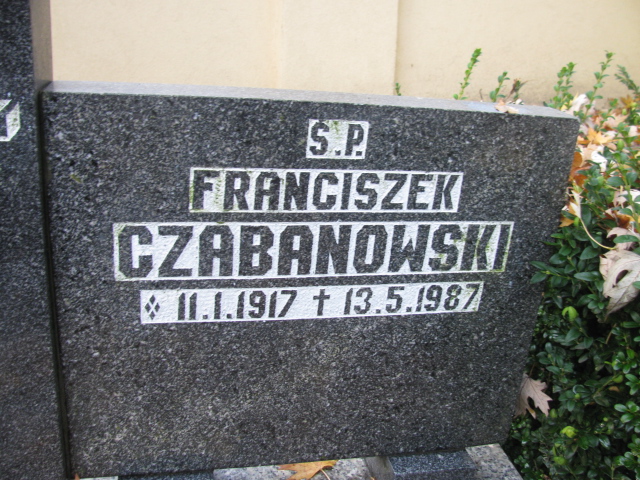 S.P.
FRANCISZEK
CZABANOWSKI
11.1.1917 † 13.5.1987